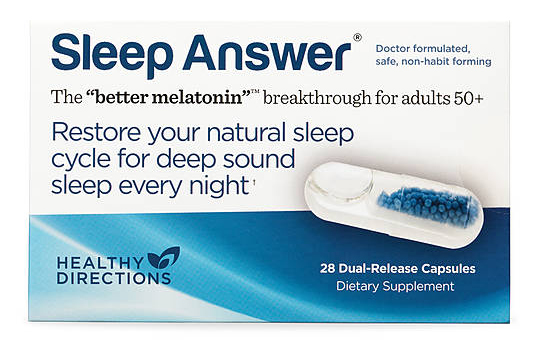 Sleep Answer®
Doctor formulated,
safe, non-habit forming
The “better melatonin”™ breakthrough for adults 50+
Restore your natural sleep
cycle for deep sound
sleep every night†
HEALTHY
DIRECTIONS
28 Dual-Release Capsules
Dietary Supplement